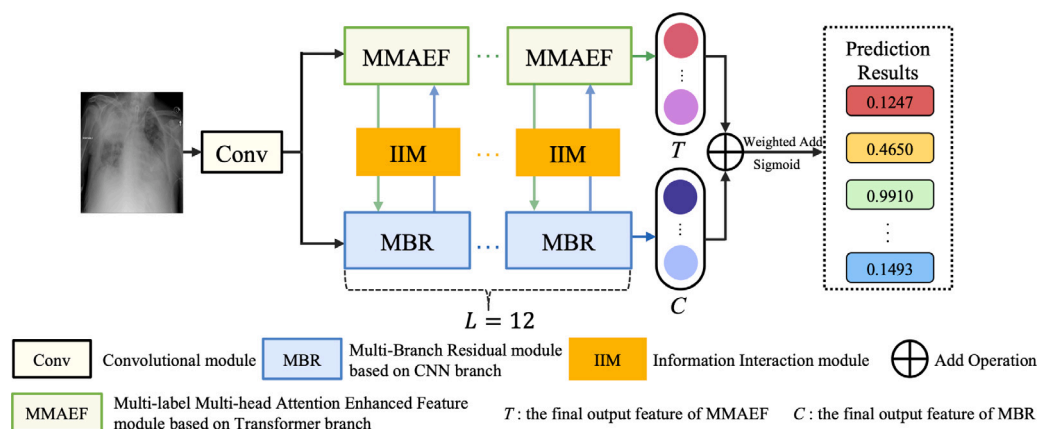 MMAEF ... MMAEF
Conv
IIM ... IIM
MBR ... MBR
L = 12
T
C
Weighted Add
Sigmoid
Prediction
Results
0.1247
0.4650
0.9910
0.1493
Conv Convolutional module
MBR Multi-Branch Residual module
based on CNN branch
IIM Information Interaction module
Add Operation
MMAEF Multi-label Multi-head Attention Enhanced Feature
module based on Transformer branch
T : the final output feature of MMAEF
C : the final output feature of MBR